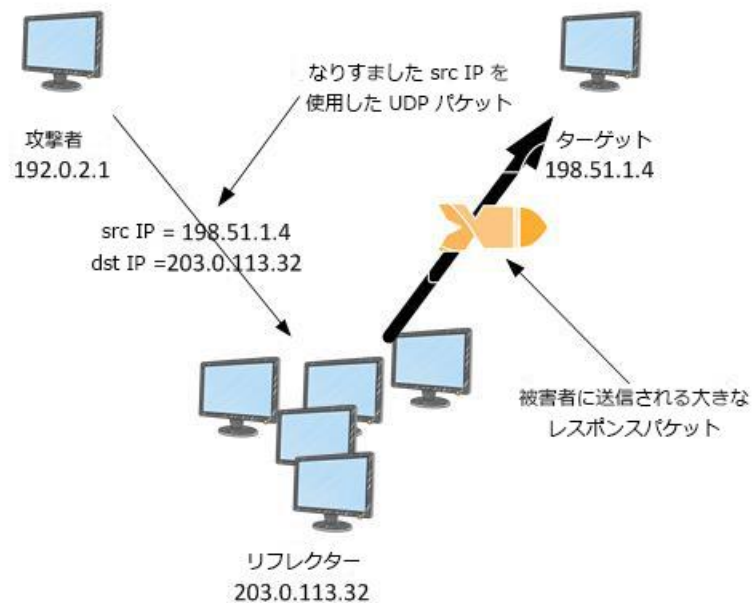 なりすました src IP を
使用した UDP パケット
攻撃者
192.0.2.1
ターゲット
198.51.1.4
src IP = 198.51.1.4
dst IP =203.0.113.32
被害者に送信される大きな
レスポンスパケット
リフレクター
203.0.113.32